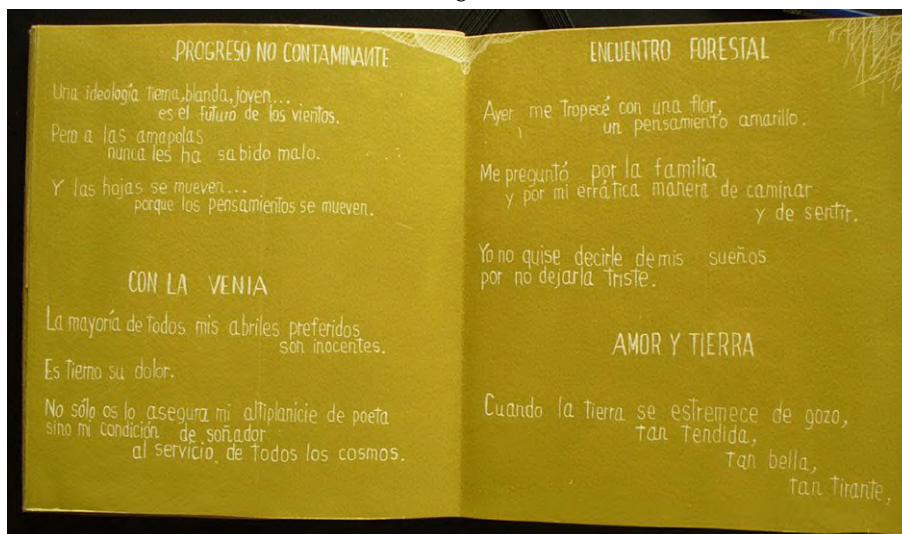 PROGRESO NO CONTAMINANTE
Una ideología tierna, blanda, joven...
es el futuro de los vientos.
Pero a las amapolas
nunca les ha sabido malo.
Y las hojas se mueven...
porque los pensamientos se mueven.
CON LA VENIA
La mayoría de todos mis abriles preferidos
son inocentes.
Es tierno su dolor.
No sólo os lo asegura mi altiplanicie de poeta
sino mi condición de soñador
al servicio de todos los cosmos.
ENCUENTRO FORESTAL
Ayer me tropecé con una flor,
un pensamiento amarillo.
Me preguntó por la familia
y por mi errática manera de caminar
y de sentir.
Yo no quise decirle de mis sueños
por no dejarla triste.
AMOR Y TIERRA
Cuando la tierra se estremece de gozo,
tan tendida,
tan bella,
tan tirante,